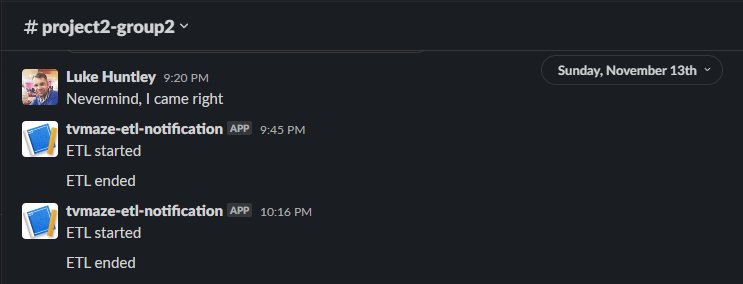 # project2-group2
Sunday, November 13th
Luke Huntley 9:20 PM
Nevermind, I came right
tvmaze-etl-notification APP 9:45 PM
ETL started
ETL ended
tvmaze-etl-notification APP 10:16 PM
ETL started
ETL ended